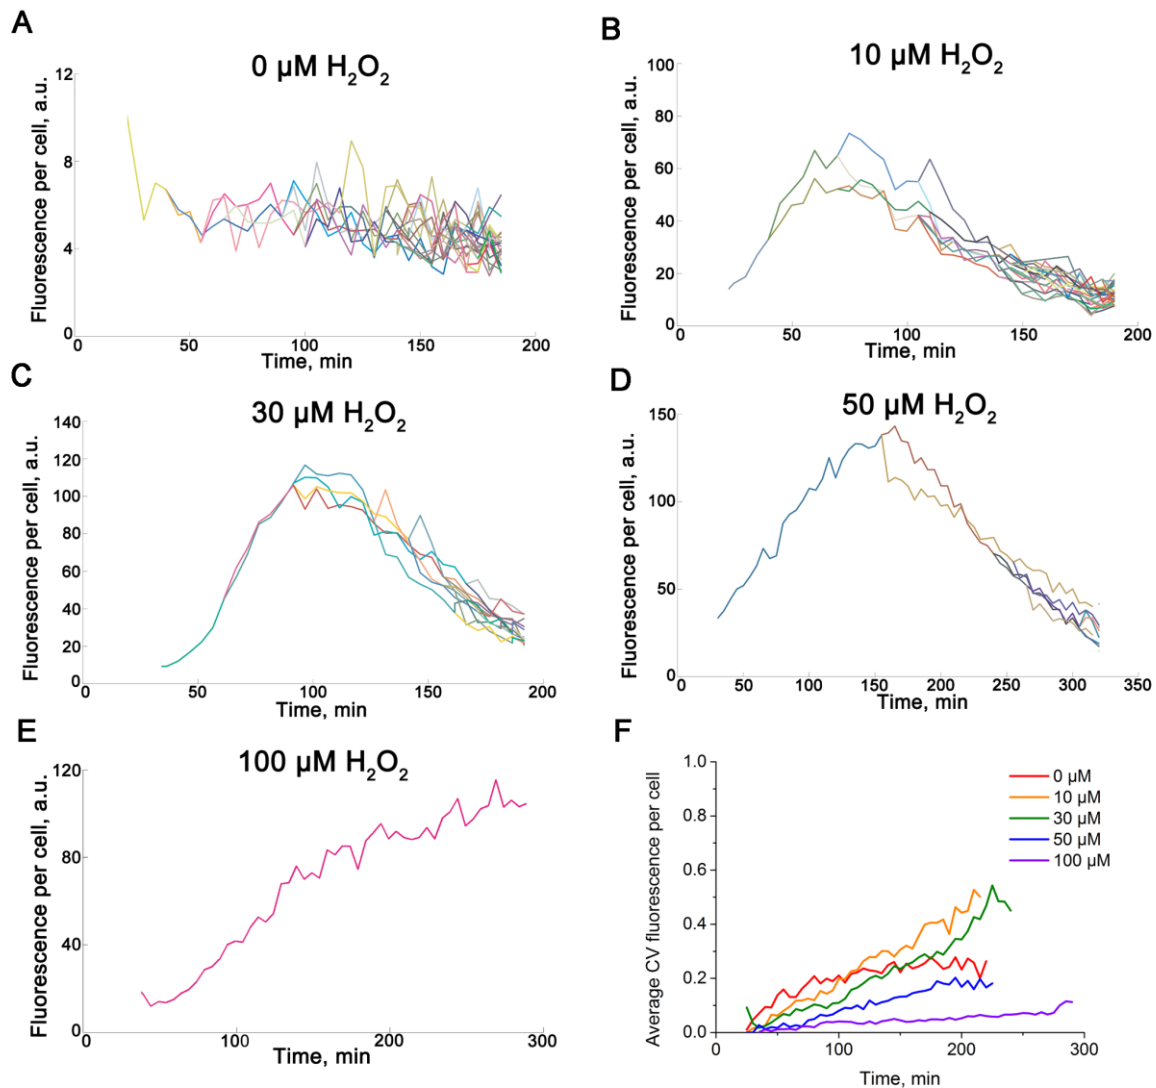 A
0 µM H₂O₂
Fluorescence per cell, a.u.
12
8
4
0
50
100
150
200
Time, min
B
10 µM H₂O₂
Fluorescence per cell, a.u.
100
80
60
40
20
0
0
50
100
150
200
Time, min
C
30 µM H₂O₂
Fluorescence per cell, a.u.
140
120
100
80
60
40
20
0
0
50
100
150
200
Time, min
D
50 µM H₂O₂
Fluorescence per cell, a.u.
150
100
50
0
0
50
100
150
200
250
300
350
Time, min
E
100 µM H₂O₂
Fluorescence per cell, a.u.
120
80
40
0
0
100
200
300
Time, min
F
Average CV fluorescence per cell
1.0
0.8
0.6
0.4
0.2
0.0
0
100
200
300
Time, min
0 µM
10 µM
30 µM
50 µM
100 µM